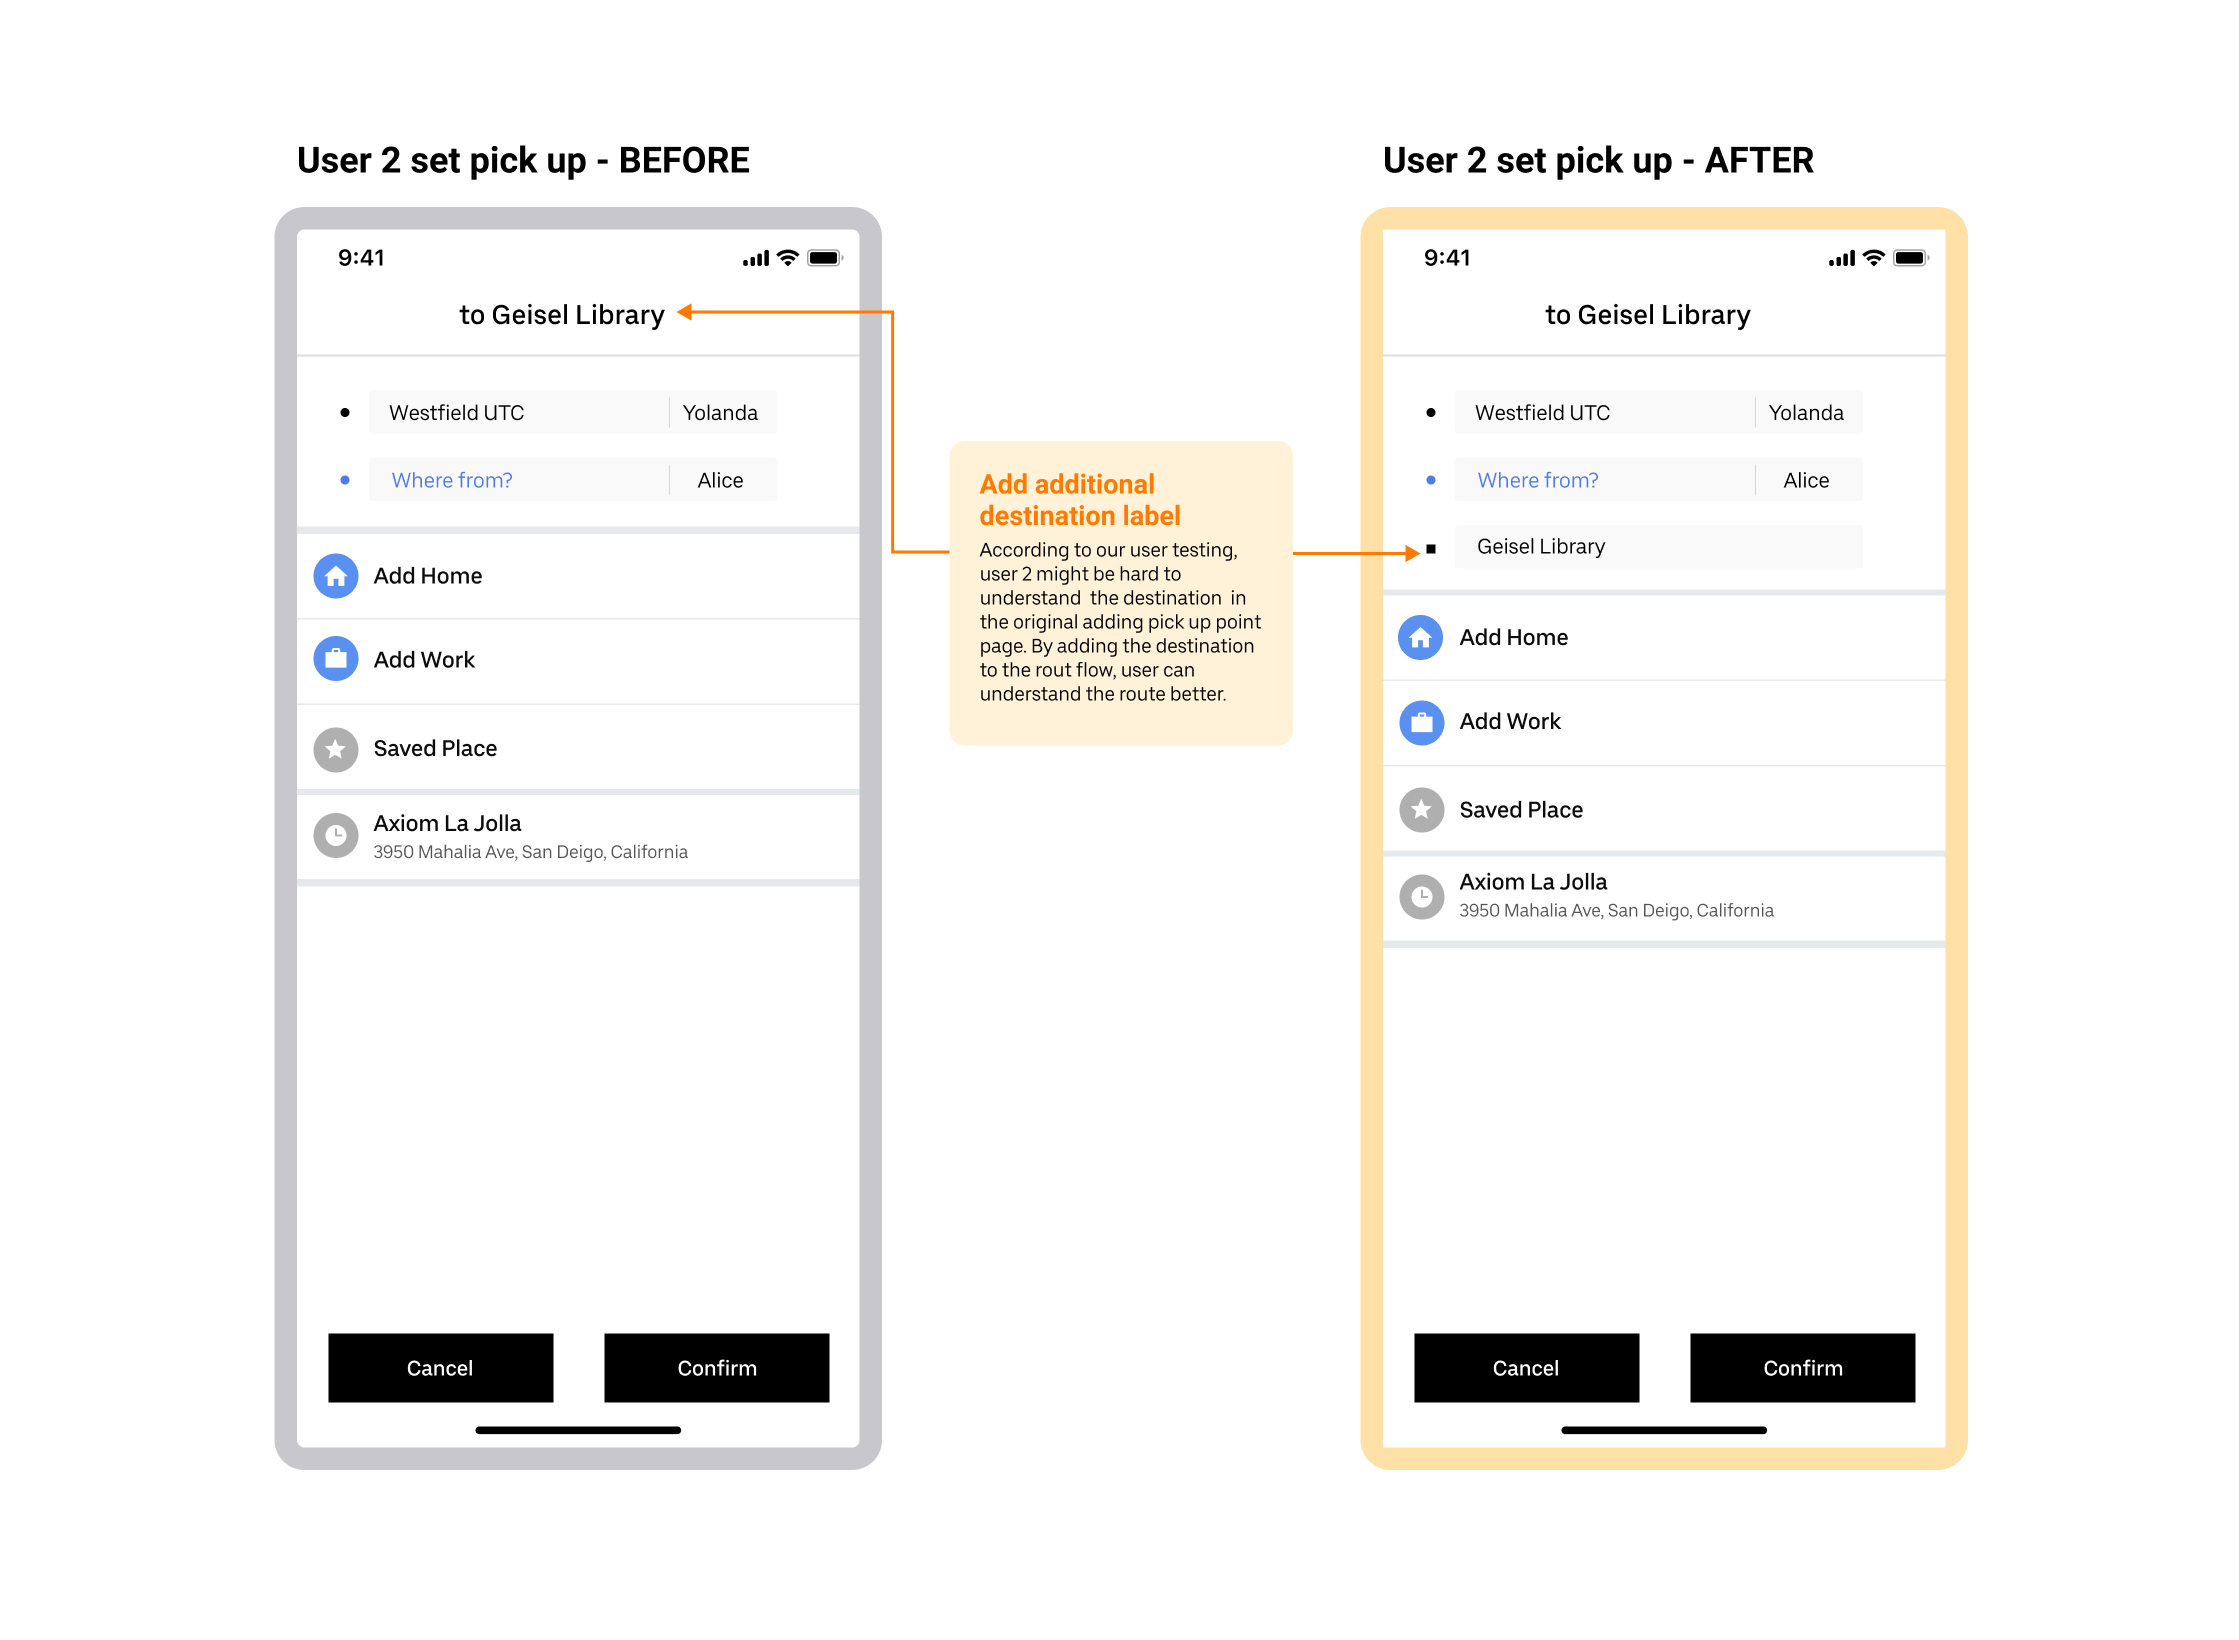 User 2 set pick up - BEFORE
9:41
to Geisel Library
Westfield UTC
Yolanda
Where from?
Alice
Add Home
Add Work
Saved Place
Axiom La Jolla
3950 Mahalia Ave, San Deigo, California
Cancel
Confirm
Add additional
destination label
According to our user testing,
user 2 might be hard to
understand the destination in
the original adding pick up point
page. By adding the destination
to the rout flow, user can
understand the route better.
User 2 set pick up - AFTER
9:41
to Geisel Library
Westfield UTC
Yolanda
Where from?
Alice
Geisel Library
Add Home
Add Work
Saved Place
Axiom La Jolla
3950 Mahalia Ave, San Deigo, California
Cancel
Confirm